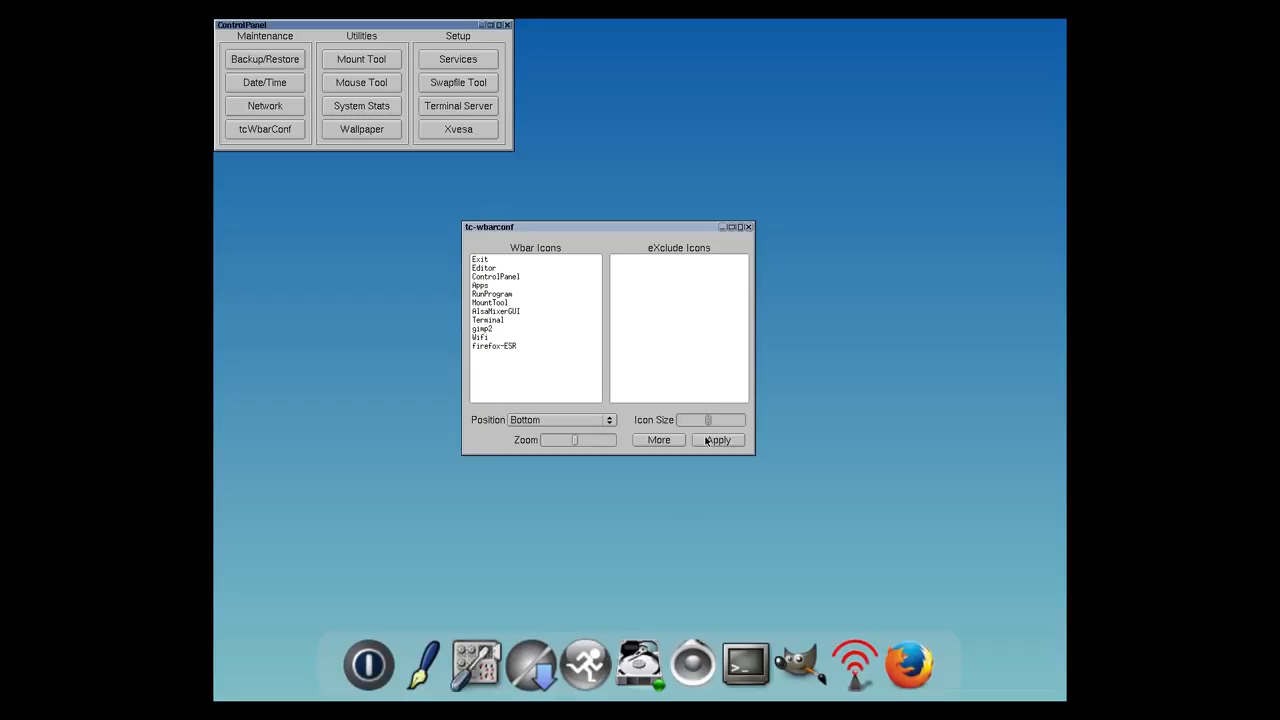 ControlPanel
Maintenance Utilities Setup
Backup/Restore Mount Tool Services
Date/Time Mouse Tool Swapfile Tool
Network System Stats Terminal Server
tcWbarConf Wallpaper Xvesa
tc-wbarconf
Wbar Icons eXclude Icons
Exit
Editor
ControlPanel
Apps
RunProgram
MountTool
AlsaMixerGUI
Terminal
gimp2
Wifi
firefox-ESR
Position Bottom Icon Size
Zoom More Apply
>_